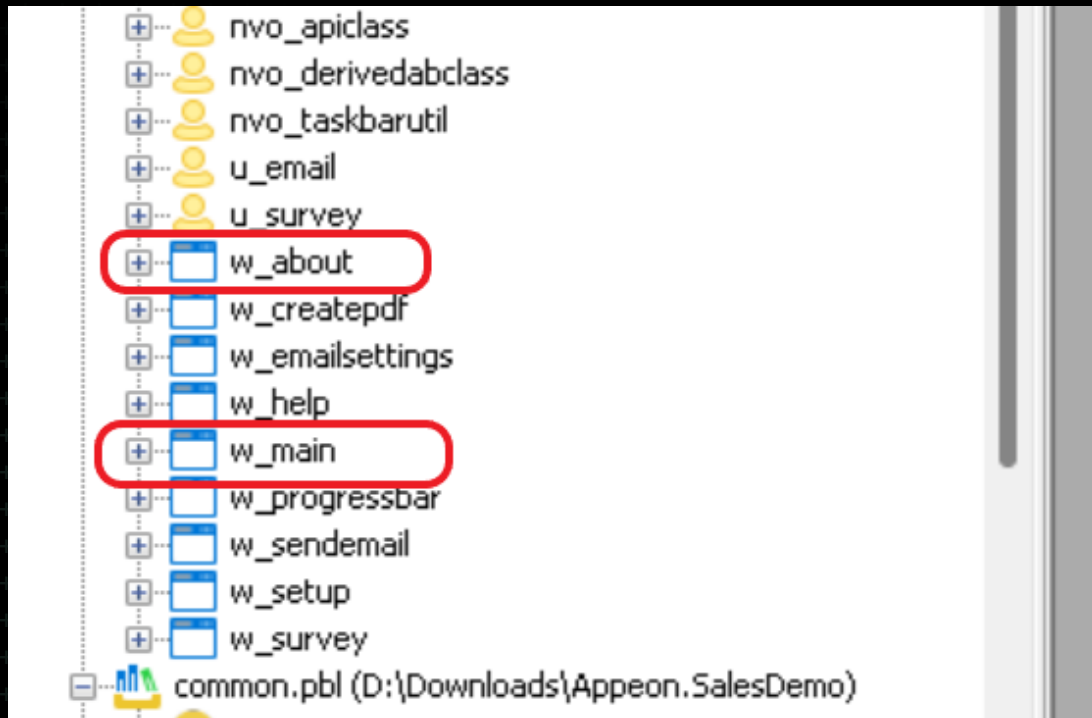 nvo_apiclass
nvo_derivedabclass
nvo_taskbarutil
u_email
u_survey
w_about
w_createpdf
w_emailsettings
w_help
w_main
w_progressbar
w_sendemail
w_setup
w_survey
common.pbl (D:\Downloads\Appeon.SalesDemo)